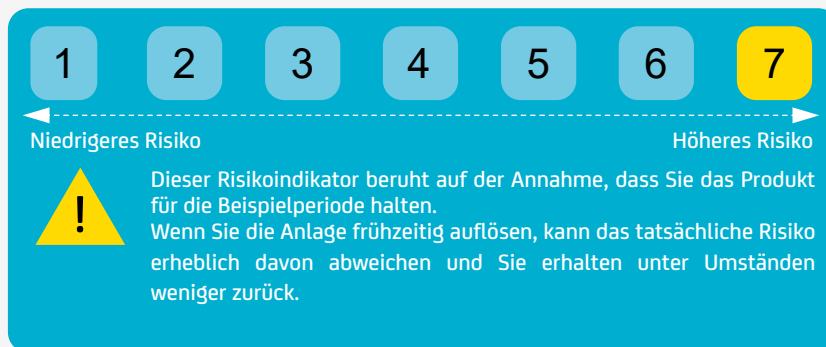 1 2 3 4 5 6 7
Niedrigeres Risiko Höheres Risiko
!
Dieser Risikoindikator beruht auf der Annahme, dass Sie das Produkt
für die Beispielperiode halten.
Wenn Sie die Anlage frühzeitig auflösen, kann das tatsächliche Risiko
erheblich davon abweichen und Sie erhalten unter Umständen
weniger zurück.